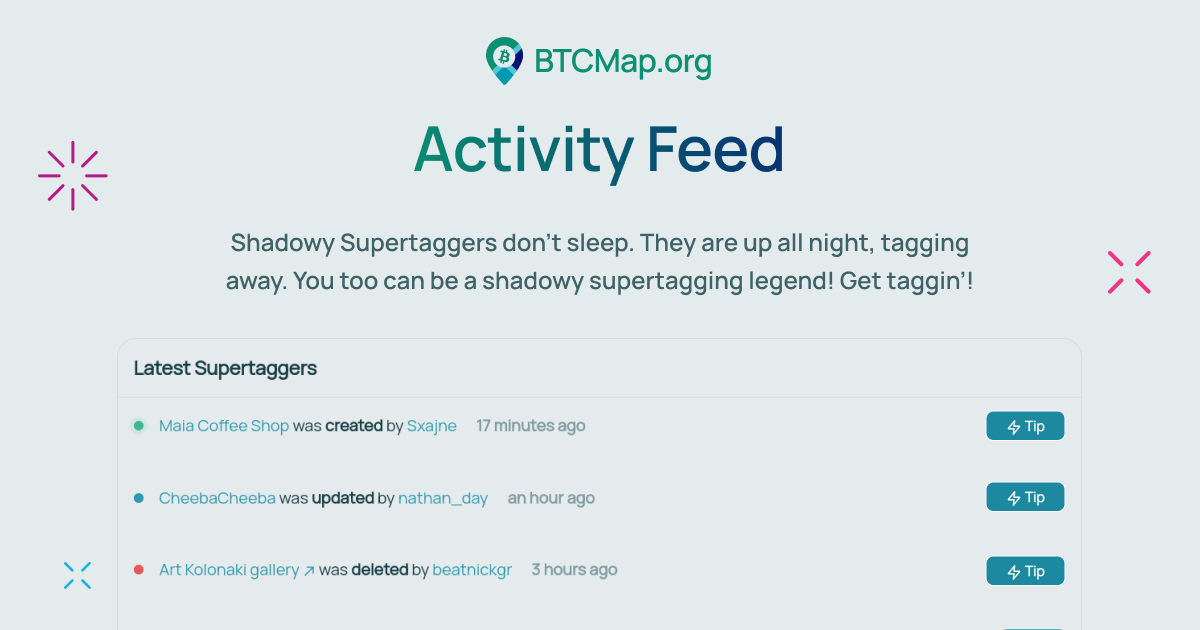 BTCMap.org
Activity Feed
Shadowy Supertaggers don't sleep. They are up all night, tagging
away. You too can be a shadowy supertagging legend! Get taggin'!
Latest Supertaggers
Maia Coffee Shop was created by Sxajne 17 minutes ago Tip
CheebaCheeba was updated by nathan_day an hour ago Tip
Art Kolonaki gallery ↗ was deleted by beatnickgr 3 hours ago Tip